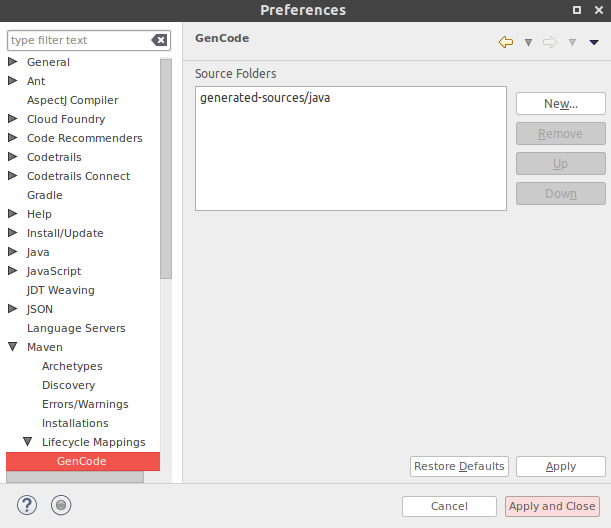 Preferences
type filter text
General
Ant
AspectJ Compiler
Cloud Foundry
Code Recommenders
Codetrails
Codetrails Connect
Gradle
Help
Install/Update
Java
JavaScript
JDT Weaving
JSON
Language Servers
Maven
Archetypes
Discovery
Errors/Warnings
Installations
Lifecycle Mappings
GenCode
GenCode
Source Folders
generated-sources/java
New...
Remove
Up
Down
Restore Defaults
Apply
?
Cancel
Apply and Close